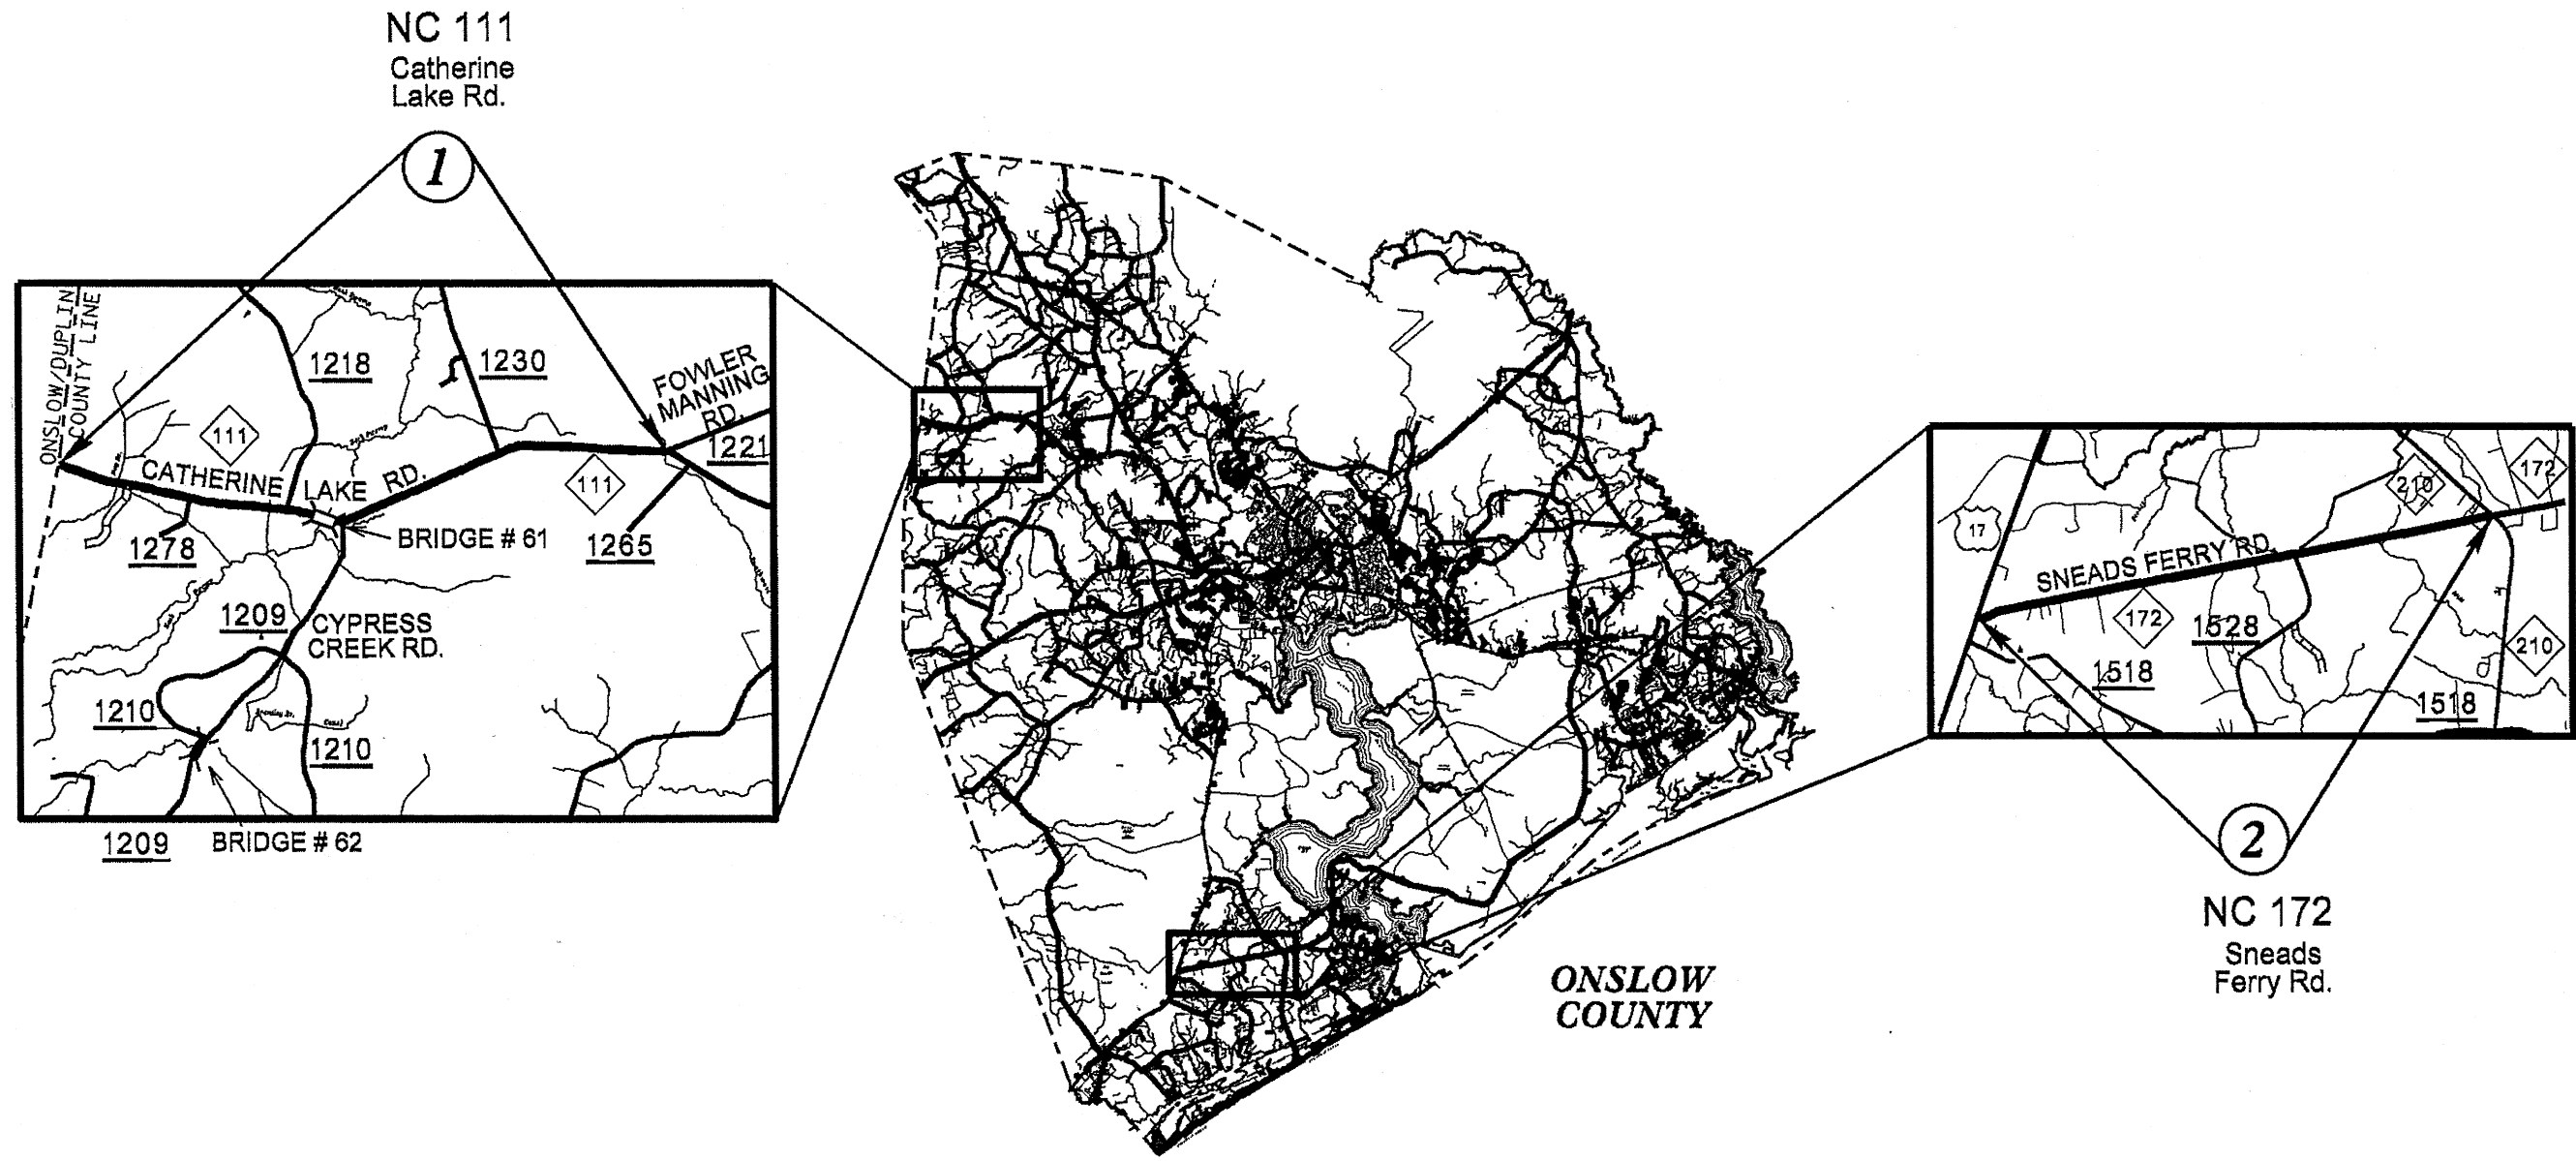 NC 111
Catherine
Lake Rd.
1
ONSLOW/DUPLIN
COUNTY LINE
1218
1230
FOWLER
MANNING
RD.
1221
111
CATHERINE LAKE RD.
111
1278
BRIDGE # 61
1265
1209
CYPRESS
CREEK RD.
1210
1210
1209
BRIDGE # 62
17
210
172
SNEADS FERRY RD.
172
1528
210
1518
1518
2
NC 172
Sneads
Ferry Rd.
ONSLOW
COUNTY